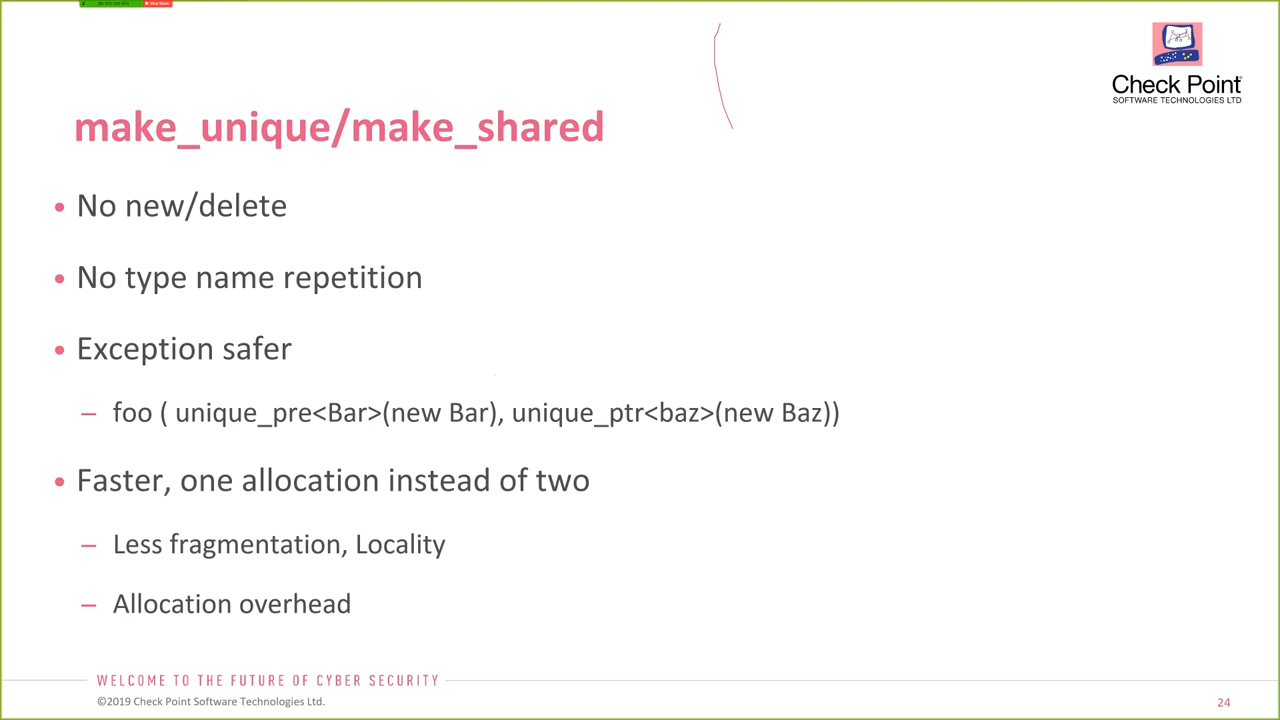 Check Point
SOFTWARE TECHNOLOGIES LTD
make_unique/make_shared
• No new/delete
• No type name repetition
• Exception safer
– foo ( unique_pre<Bar>(new Bar), unique_ptr<baz>(new Baz))
• Faster, one allocation instead of two
– Less fragmentation, Locality
– Allocation overhead
WELCOME TO THE FUTURE OF CYBER SECURITY
©2019 Check Point Software Technologies Ltd.
24